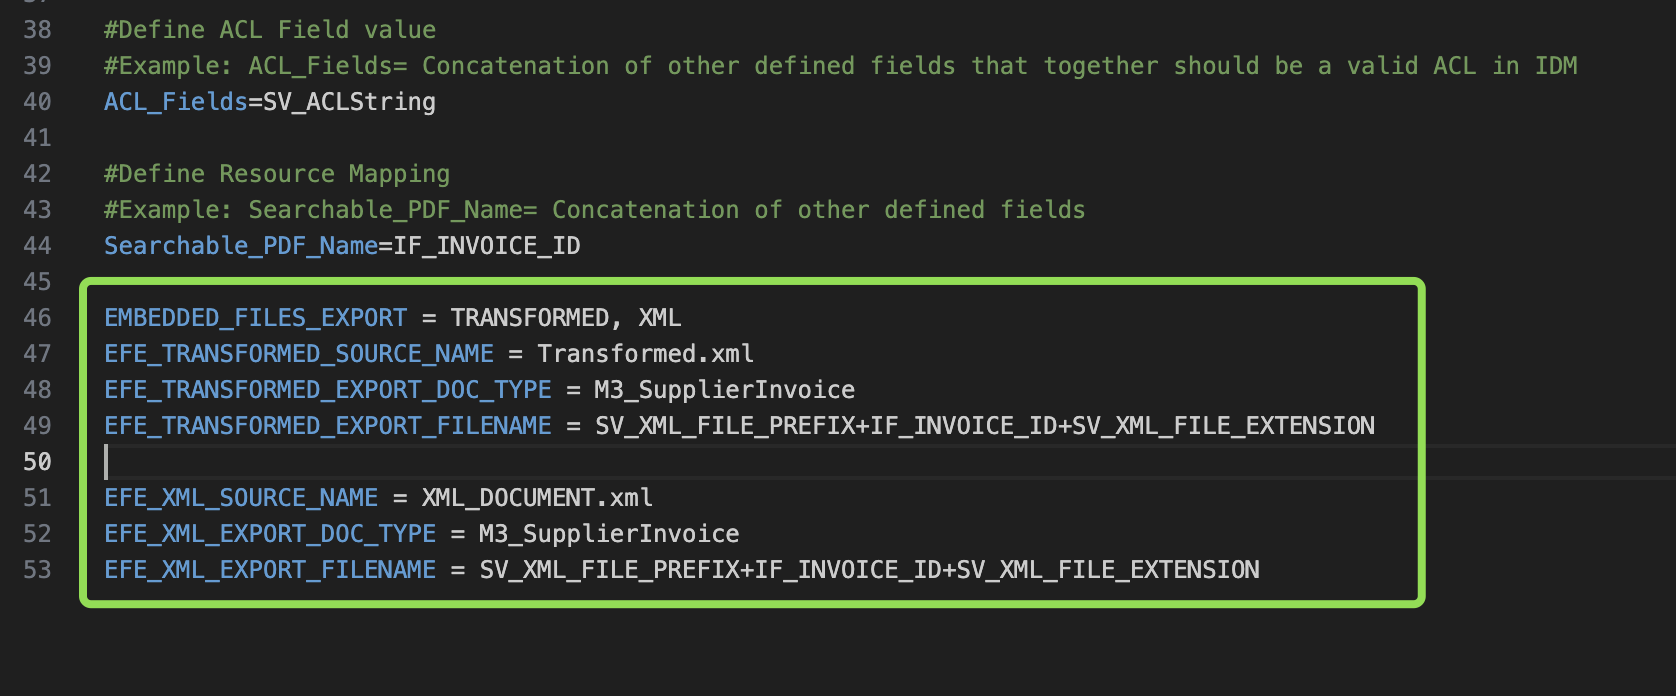 38 #Define ACL Field value
39 #Example: ACL_Fields= Concatenation of other defined fields that together should be a valid ACL in IDM
40 ACL_Fields=SV_ACLString
41
42 #Define Resource Mapping
43 #Example: Searchable_PDF_Name= Concatenation of other defined fields
44 Searchable_PDF_Name=IF_INVOICE_ID
45
46 EMBEDDED_FILES_EXPORT = TRANSFORMED, XML
47 EFE_TRANSFORMED_SOURCE_NAME = Transformed.xml
48 EFE_TRANSFORMED_EXPORT_DOC_TYPE = M3_SupplierInvoice
49 EFE_TRANSFORMED_EXPORT_FILENAME = SV_XML_FILE_PREFIX+IF_INVOICE_ID+SV_XML_FILE_EXTENSION
50
51 EFE_XML_SOURCE_NAME = XML_DOCUMENT.xml
52 EFE_XML_EXPORT_DOC_TYPE = M3_SupplierInvoice
53 EFE_XML_EXPORT_FILENAME = SV_XML_FILE_PREFIX+IF_INVOICE_ID+SV_XML_FILE_EXTENSION